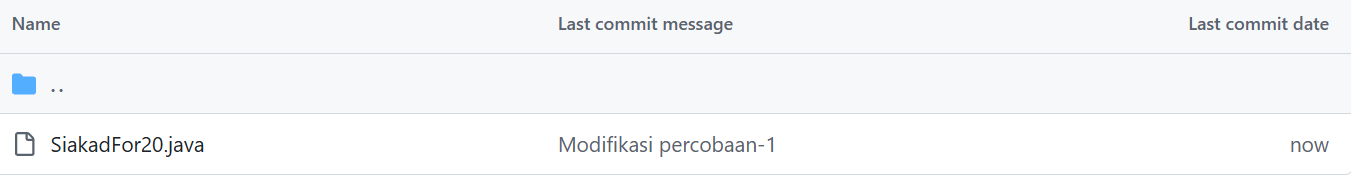 Name Last commit message Last commit date
..
SiakadFor20.java Modifikasi percobaan-1 now